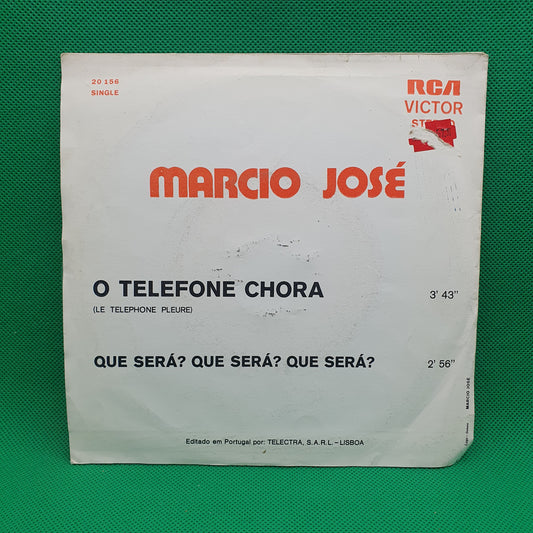 20 156
SINGLE
RCA
VICTOR
MARCIO JOSÉ
O TELEFONE CHORA 3' 43"
(LE TELEPHONE PLEURE)
QUE SERÁ? QUE SERÁ? QUE SERÁ? 2' 56"
Editado em Portugal por: TELECTRA, S.A.R.L. – LISBOA
MARCIO JOSÉ